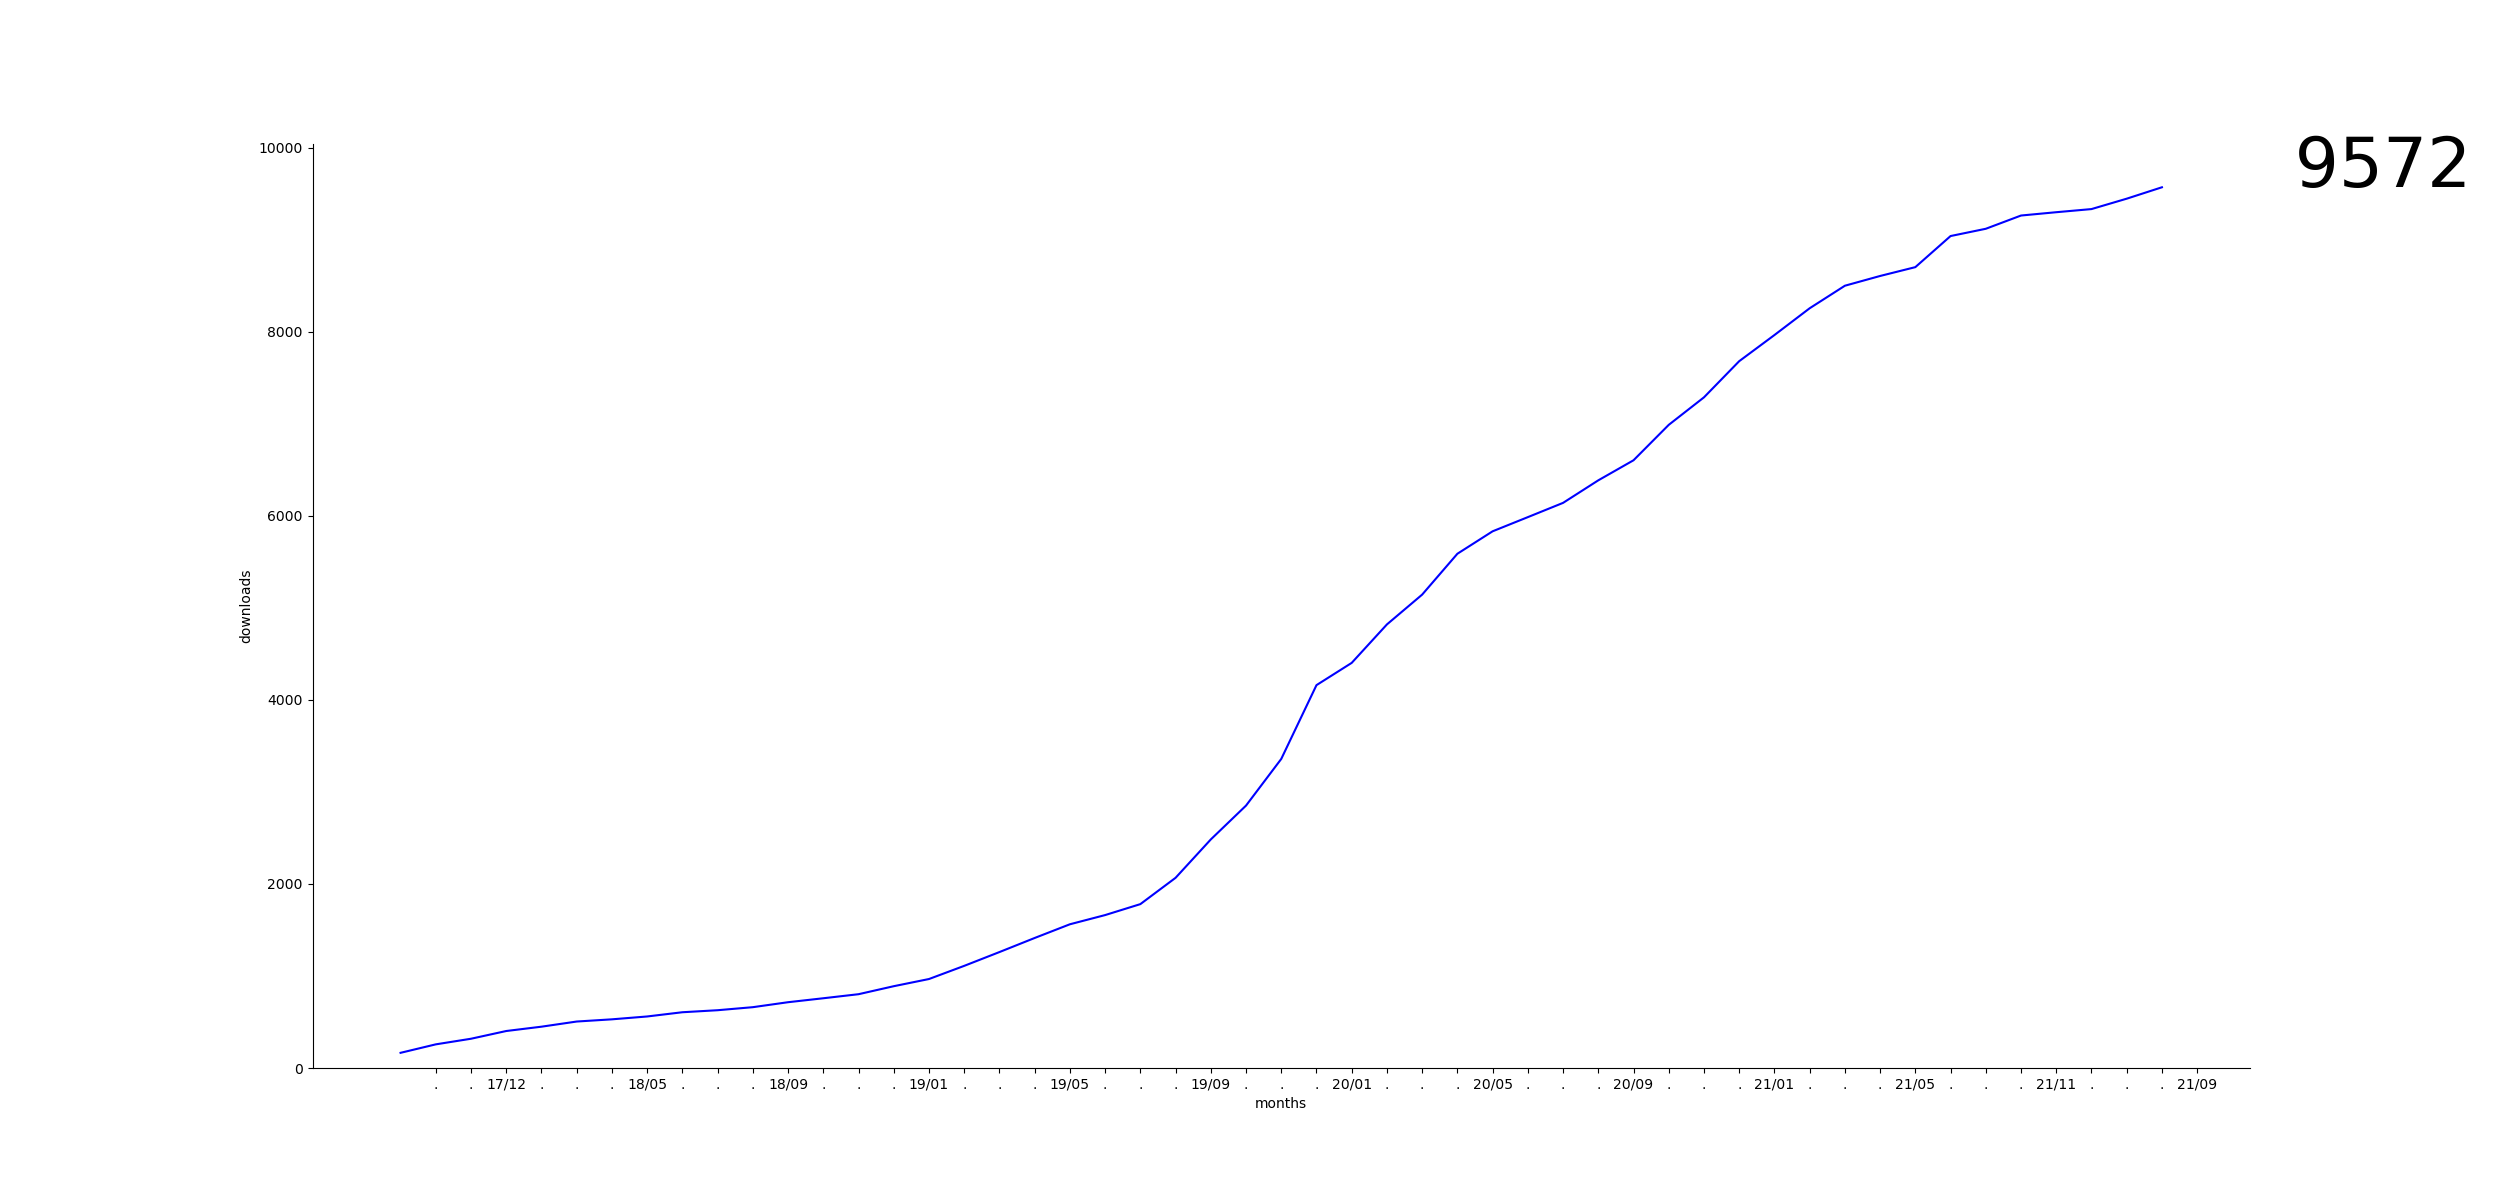 9572
10000
8000
6000
4000
2000
0
downloads
. . 17/12 . . . 18/05 . . . 18/09 . . . 19/01 . . . 19/05 . . . 19/09 . . . 20/01 . . . 20/05 . . . 20/09 . . . 21/01 . . . 21/05 . . . 21/11 . . . 21/09
months